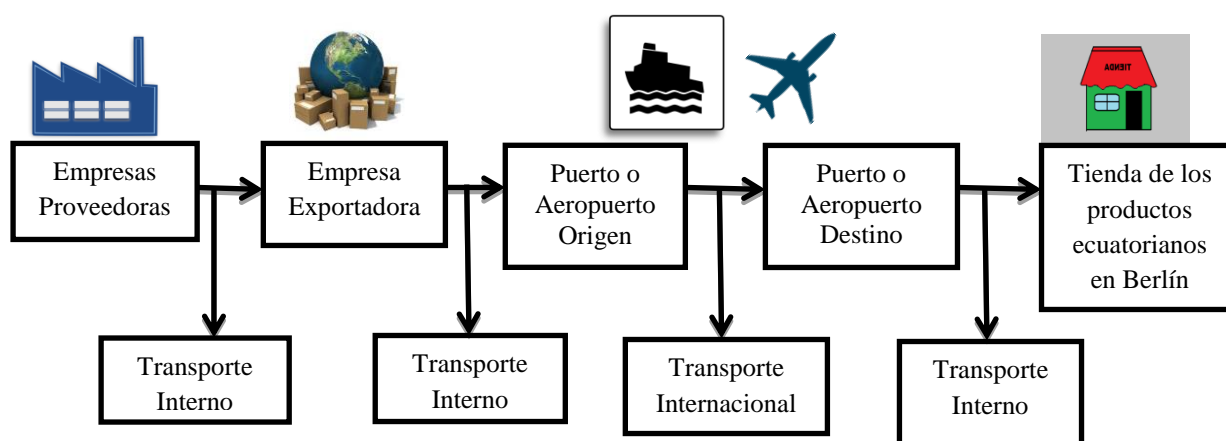 TIENDA
Empresas
Proveedoras
Empresa
Exportadora
Puerto o
Aeropuerto
Origen
Puerto o
Aeropuerto
Destino
Tienda de los
productos
ecuatorianos
en Berlín
Transporte
Interno
Transporte
Interno
Transporte
Internacional
Transporte
Interno